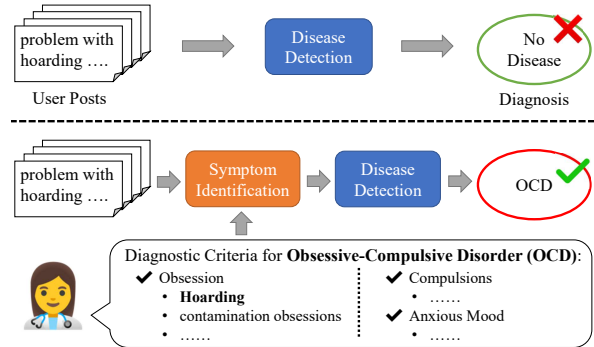 problem with
hoarding ....
User Posts
Disease
Detection
No
Disease
Diagnosis
problem with
hoarding ....
Symptom
Identification
Disease
Detection
OCD
Diagnostic Criteria for Obsessive-Compulsive Disorder (OCD):
✔ Obsession
• Hoarding
• contamination obsessions
• ……
✔ Compulsions
• ……
✔ Anxious Mood
• ……